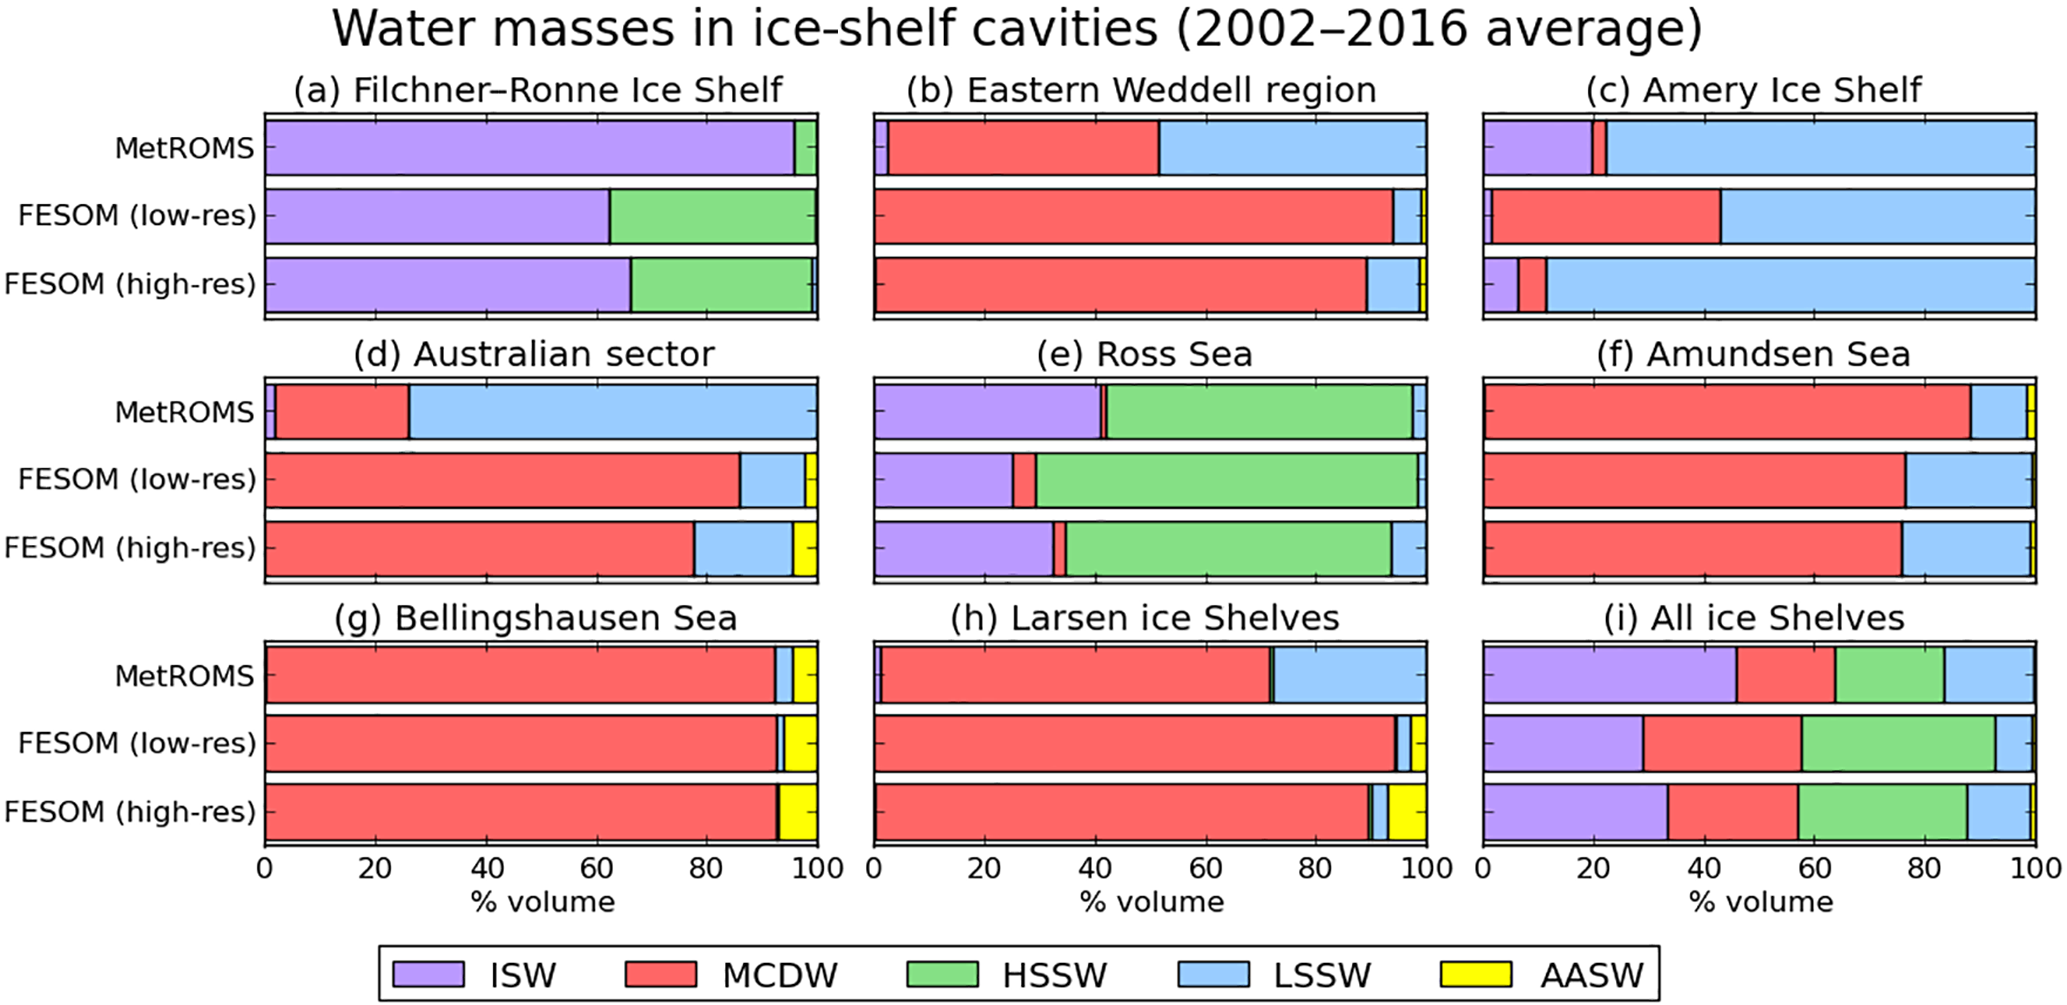 Water masses in ice-shelf cavities (2002–2016 average)
(a) Filchner–Ronne Ice Shelf
(b) Eastern Weddell region
(c) Amery Ice Shelf
MetROMS
FESOM (low-res)
FESOM (high-res)
(d) Australian sector
(e) Ross Sea
(f) Amundsen Sea
MetROMS
FESOM (low-res)
FESOM (high-res)
(g) Bellingshausen Sea
(h) Larsen ice Shelves
(i) All ice Shelves
MetROMS
FESOM (low-res)
FESOM (high-res)
0 20 40 60 80 100
0 20 40 60 80 100
0 20 40 60 80 100
% volume
% volume
% volume
ISW MCDW HSSW LSSW AASW